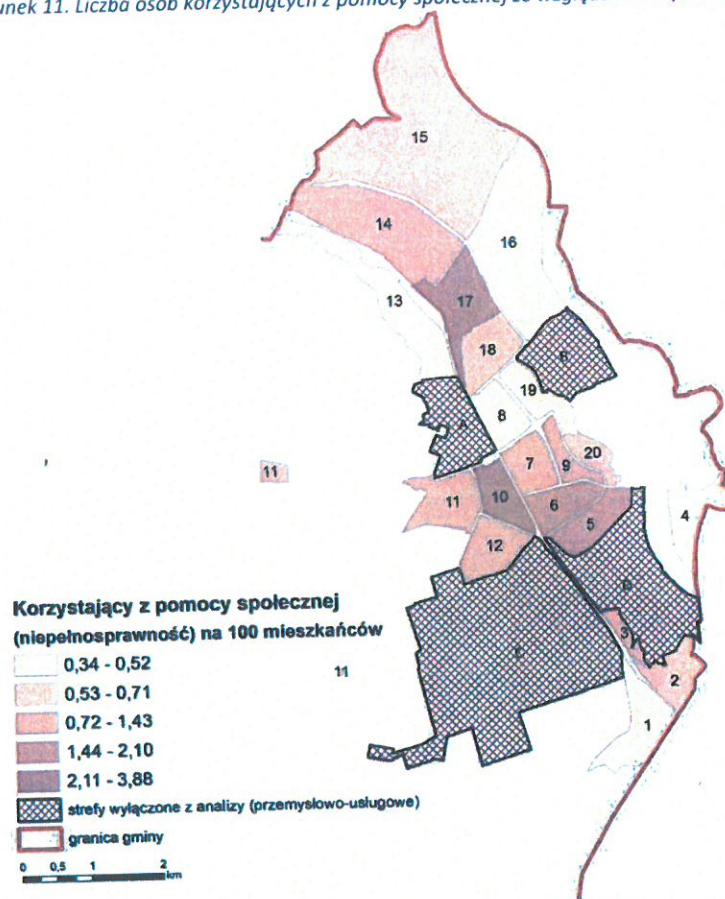 unek 11. Liczba osób korzystających z pomocy społecznej ze względu
15
14
16
13
17
18
B
19
8
A
20
7
9
11
11
10
6
5
4
12
D
3
2
11
1
Korzystający z pomocy społecznej
(niepełnosprawność) na 100 mieszkańców
0,34 - 0,52
0,53 - 0,71
0,72 - 1,43
1,44 - 2,10
2,11 - 3,88
strefy wyłączone z analizy (przemysłowo-usługowe)
granica gminy
0 0,5 1 2
km